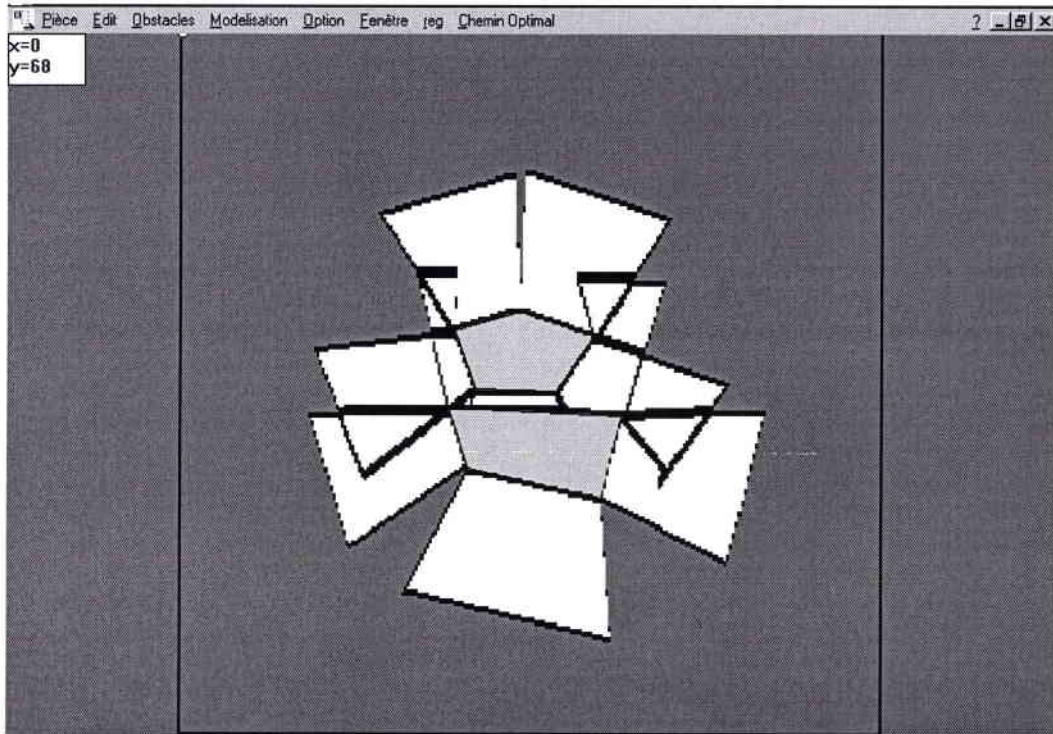 Pièce Edit Obstacles Modelisation Option Fenêtre reg Chemin Optimal ?
x=0
y=68